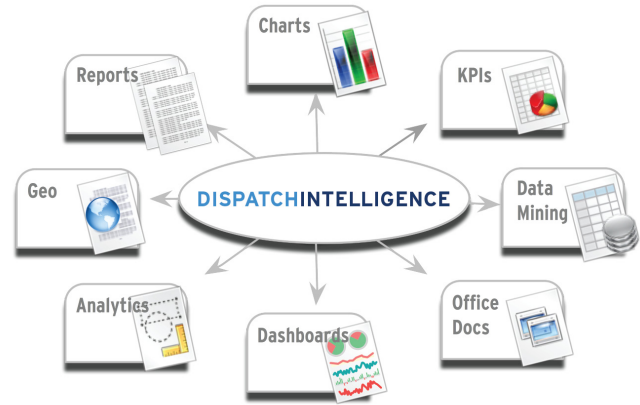 Charts
Reports
KPIs
Geo
DISPATCHINTELLIGENCE
Data
Mining
Analytics
Dashboards
Office
Docs